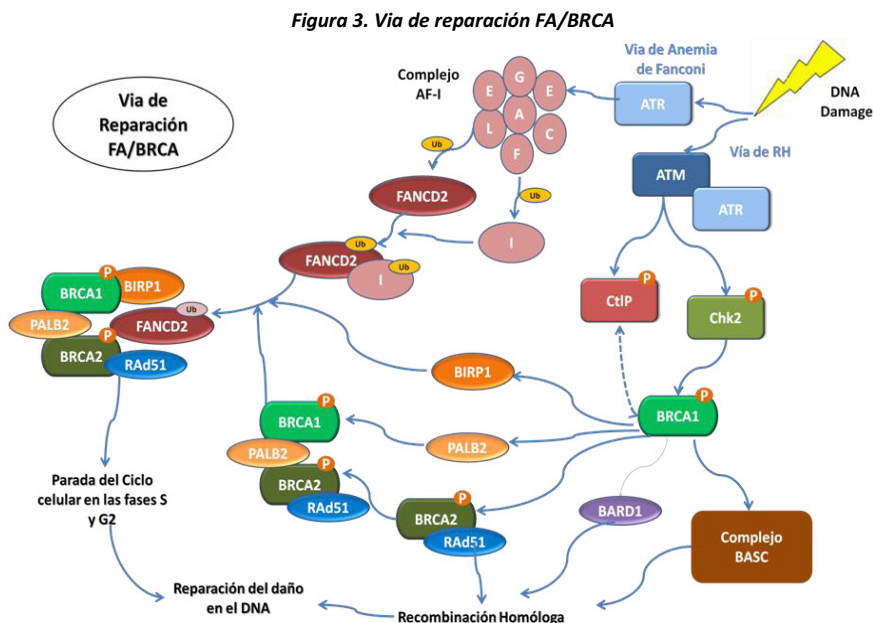 Figura 3. Via de reparación FA/BRCA
Via de
Reparación
FA/BRCA
Complejo
AF-I
G
E
E
A
L
C
F
Via de Anemia
de Fanconi
ATR
DNA
Damage
Vía de RH
ATM
ATR
Ub
Ub
FANCD2
I
Ub
FANCD2
Ub
I
P
CtIP
P
Chk2
P
BRCA1
BIRP1
PALB2
Ub
FANCD2
P
BRCA2
RAd51
BIRP1
P
BRCA1
PALB2
P
BRCA1
PALB2
P
BRCA2
RAd51
P
BRCA2
RAd51
BARD1
Complejo
BASC
Parada del Ciclo
celular en las fases S
y G2
Reparación del daño
en el DNA
Recombinación Homóloga